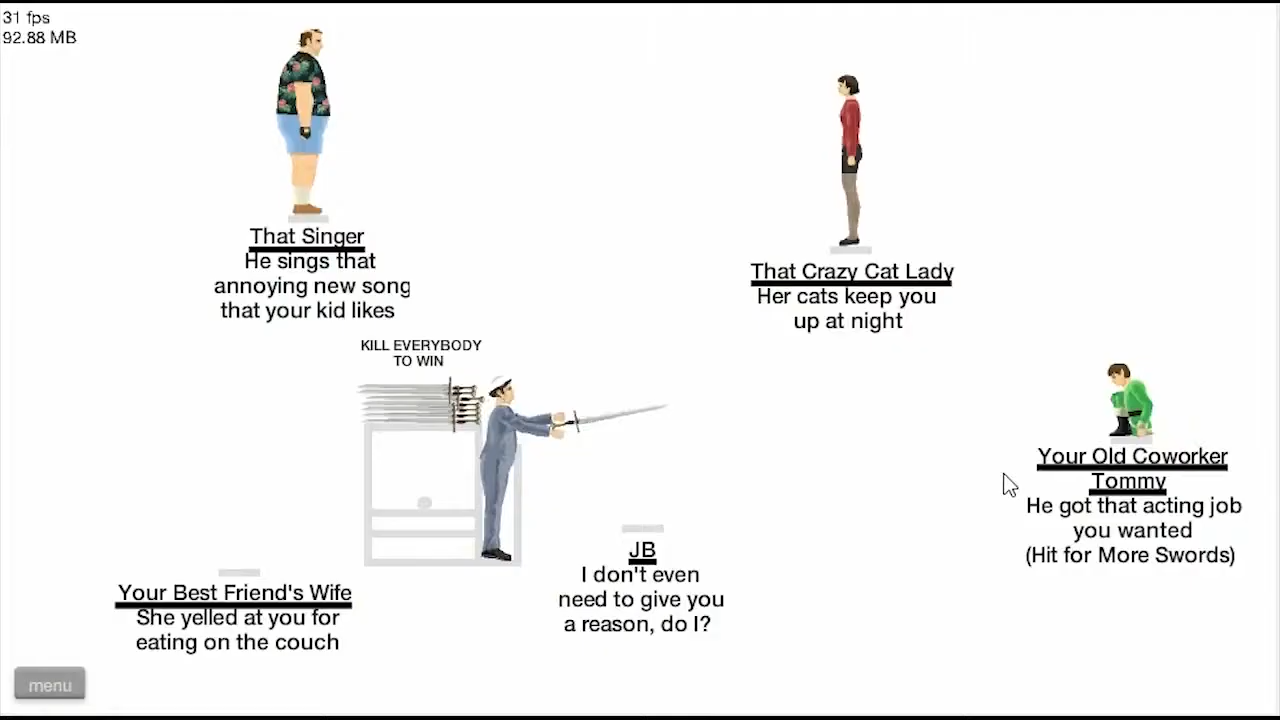 31 fps
92.88 MB
That Singer
He sings that
annoying new song
that your kid likes
That Crazy Cat Lady
Her cats keep you
up at night
KILL EVERYBODY
TO WIN
Your Old Coworker
Tommy
He got that acting job
you wanted
(Hit for More Swords)
JB
I don't even
need to give you
a reason, do I?
Your Best Friend's Wife
She yelled at you for
eating on the couch
menu